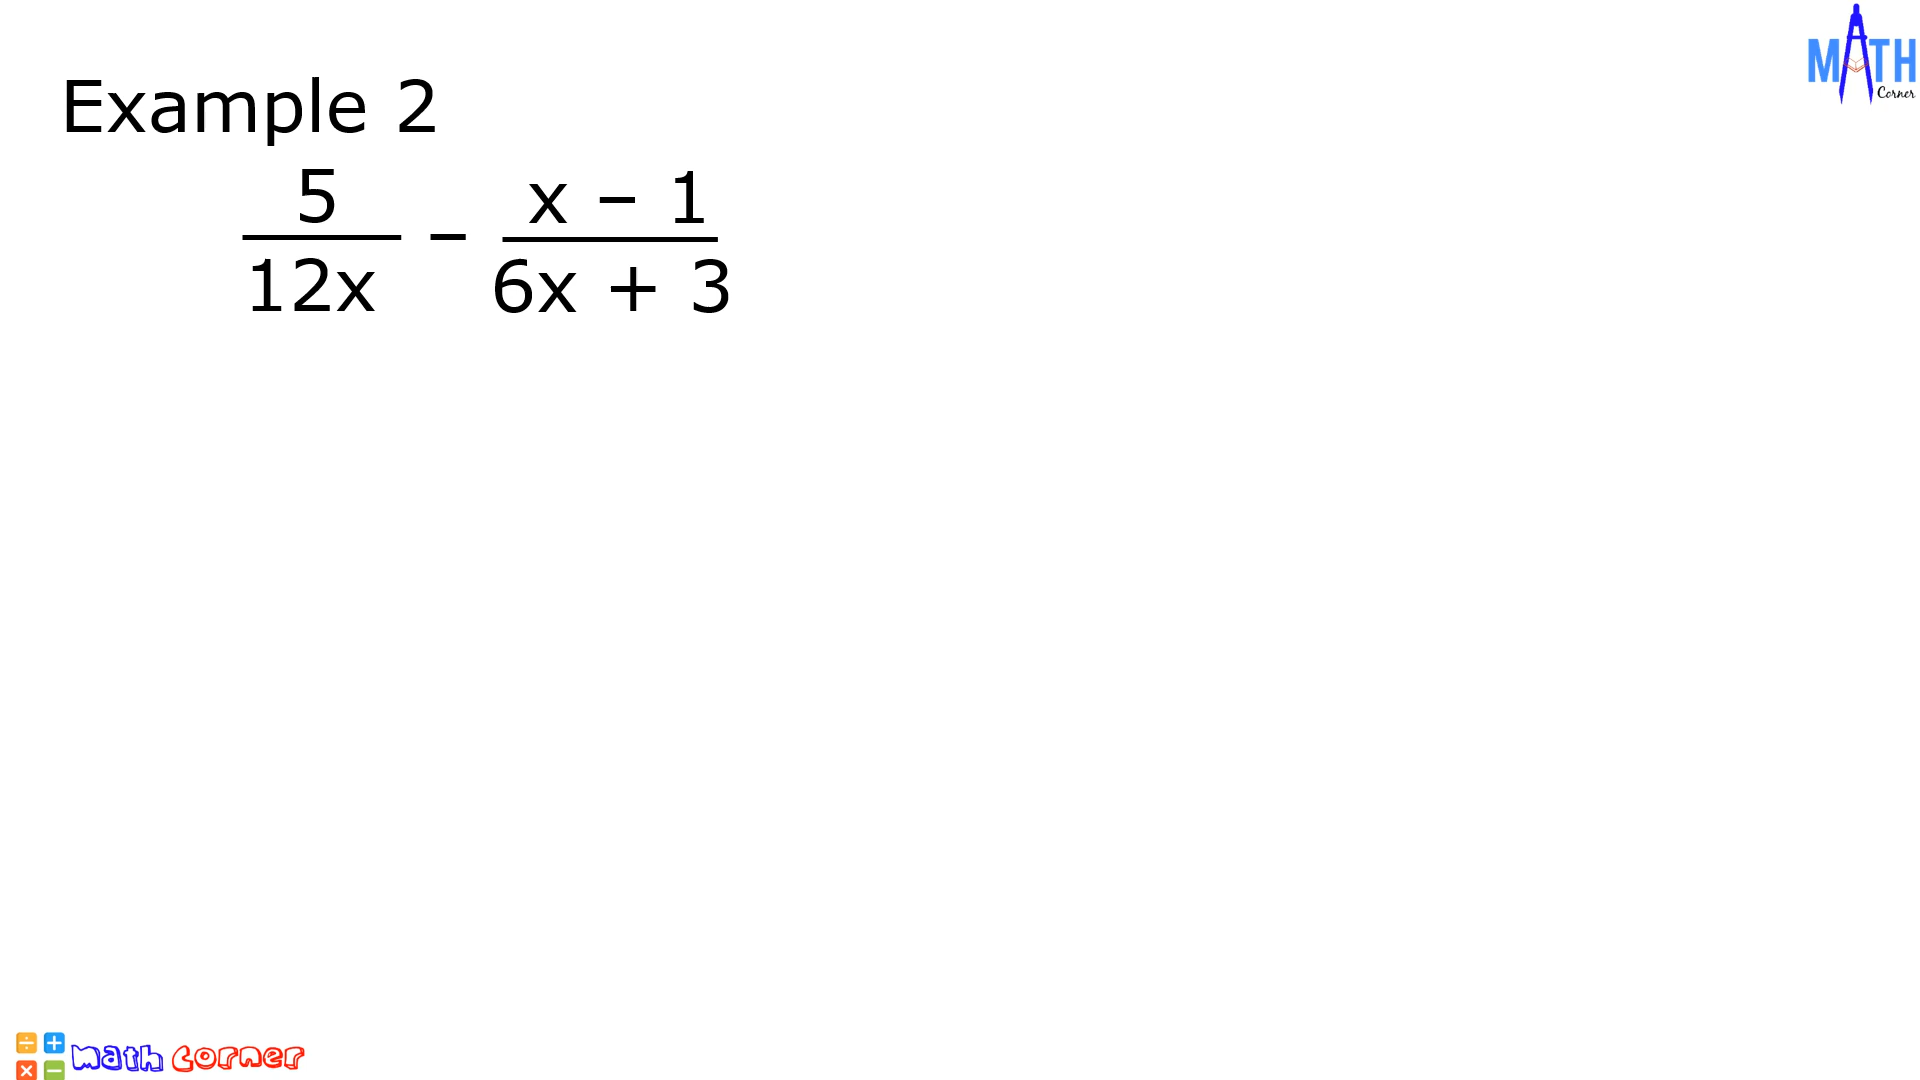 MATH
Corner
Example 2
5 x – 1
–
12x 6x + 3
÷ +
× − math corner